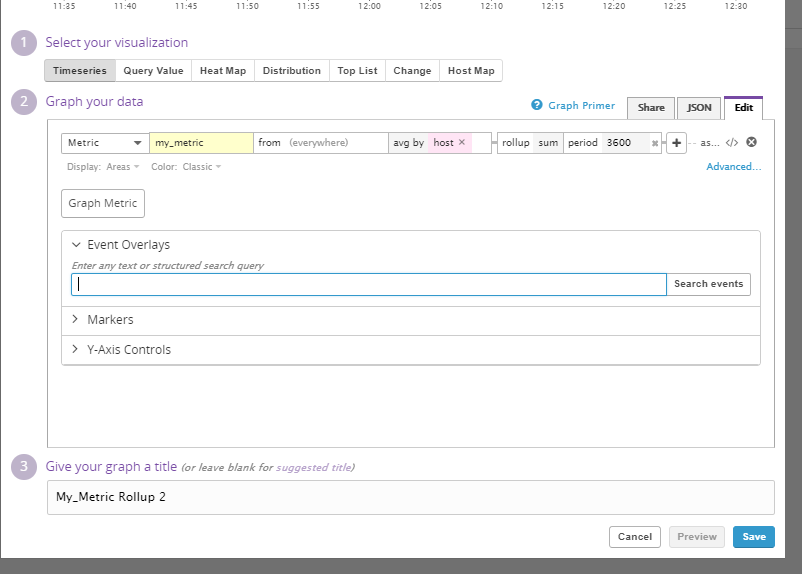 11:35 11:40 11:45 11:50 11:55 12:00 12:05 12:10 12:15 12:20 12:25 12:30
1 Select your visualization
Timeseries Query Value Heat Map Distribution Top List Change Host Map
2 Graph your data ? Graph Primer Share JSON Edit
Metric my_metric from (everywhere) avg by host × rollup sum period 3600 × + as... </>
Display: Areas Color: Classic Advanced...
Graph Metric
Event Overlays
Enter any text or structured search query
Search events
Markers
Y-Axis Controls
3 Give your graph a title (or leave blank for suggested title)
My_Metric Rollup 2
Cancel Preview Save